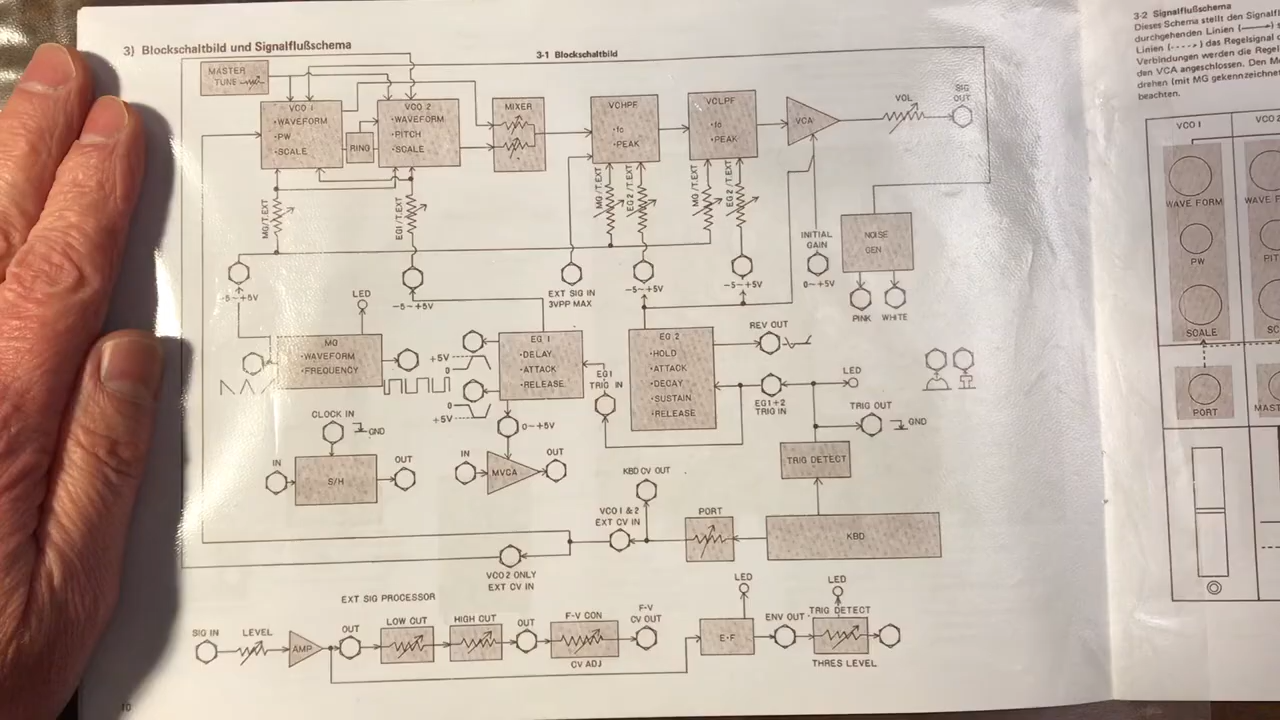 3) Blockschaltbild und Signalflußschema
3-1 Blockschaltbild
MASTER
TUNE
VCO 1
•WAVEFORM
•PW
•SCALE
RING
VCO 2
•WAVEFORM
•PITCH
•SCALE
MIXER
VCHPF
•fc
•PEAK
VCLPF
•fc
•PEAK
VCA
VOL
SIG
OUT
MG/T.EXT
EG1/T.EXT
MG/T.EXT
EG2/T.EXT
MG/T.EXT
EG2/T.EXT
INITIAL
GAIN
0~+5V
NOISE
GEN
PINK
WHITE
-5~+5V
LED
-5~+5V
EXT SIG IN
3VPP MAX
-5~+5V
-5~+5V
MG
•WAVEFORM
•FREQUENCY
+5V
0
0
+5V
EG 1
•DELAY
•ATTACK
•RELEASE
0~+5V
EG1
TRIG IN
EG 2
•HOLD
•ATTACK
•DECAY
•SUSTAIN
•RELEASE
REV OUT
EG1+2
TRIG IN
LED
TRIG OUT
GND
CLOCK IN
GND
IN
S/H
OUT
IN
MVCA
OUT
TRIG DETECT
KBD CV OUT
VCO 1 & 2
EXT CV IN
PORT
KBD
VCO2 ONLY
EXT CV IN
EXT SIG PROCESSOR
SIG IN
LEVEL
AMP
OUT
LOW CUT
HIGH CUT
OUT
F-V CON
CV ADJ
F-V
CV OUT
LED
E•F
ENV OUT
LED
TRIG DETECT
THRES LEVEL
10
3-2 Signalflußschema
Dieses Schema stellt den Signalfl
durchgehenden Linien (
Linien (----) das Regelsignal
Verbindungen werden die Regel
den VCA angeschlossen. Den M
drehen (mit MG gekennzeichne
beachten.
VCO 1
VCO 2
WAVE FORM
WAVE F
PW
PIT
SCALE
SC
PORT
MAST